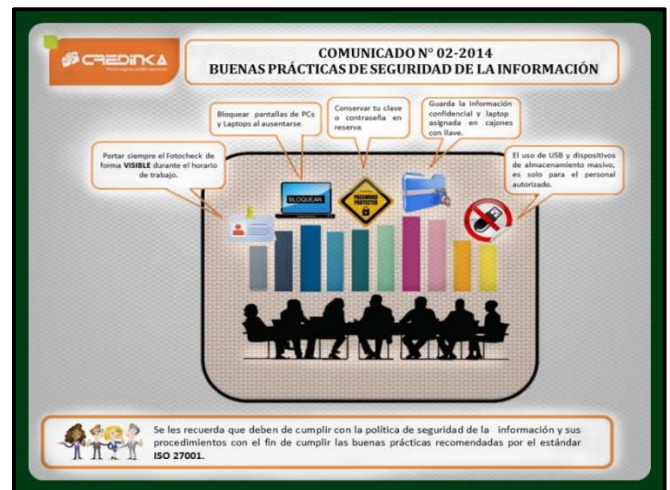 CREDINKA
COMUNICADO N° 02-2014
BUENAS PRÁCTICAS DE SEGURIDAD DE LA INFORMACIÓN
Portar siempre el Fotocheck de
forma VISIBLE durante el horario
de trabajo.
Bloquear pantallas de PCs
y Laptops al ausentarse.
Conservar tu clave
o contraseña en
reserva.
Guarda la información
confidencial y laptop
asignada en cajones
con llave.
El uso de USB y dispositivos
de almacenamiento masivo,
es solo para el personal
autorizado.
BLOQUEAR
PASSWORD
PROTECTED
Se les recuerda que deben de cumplir con la política de seguridad de la información y sus
procedimientos con el fin de cumplir las buenas prácticas recomendadas por el estándar
ISO 27001.